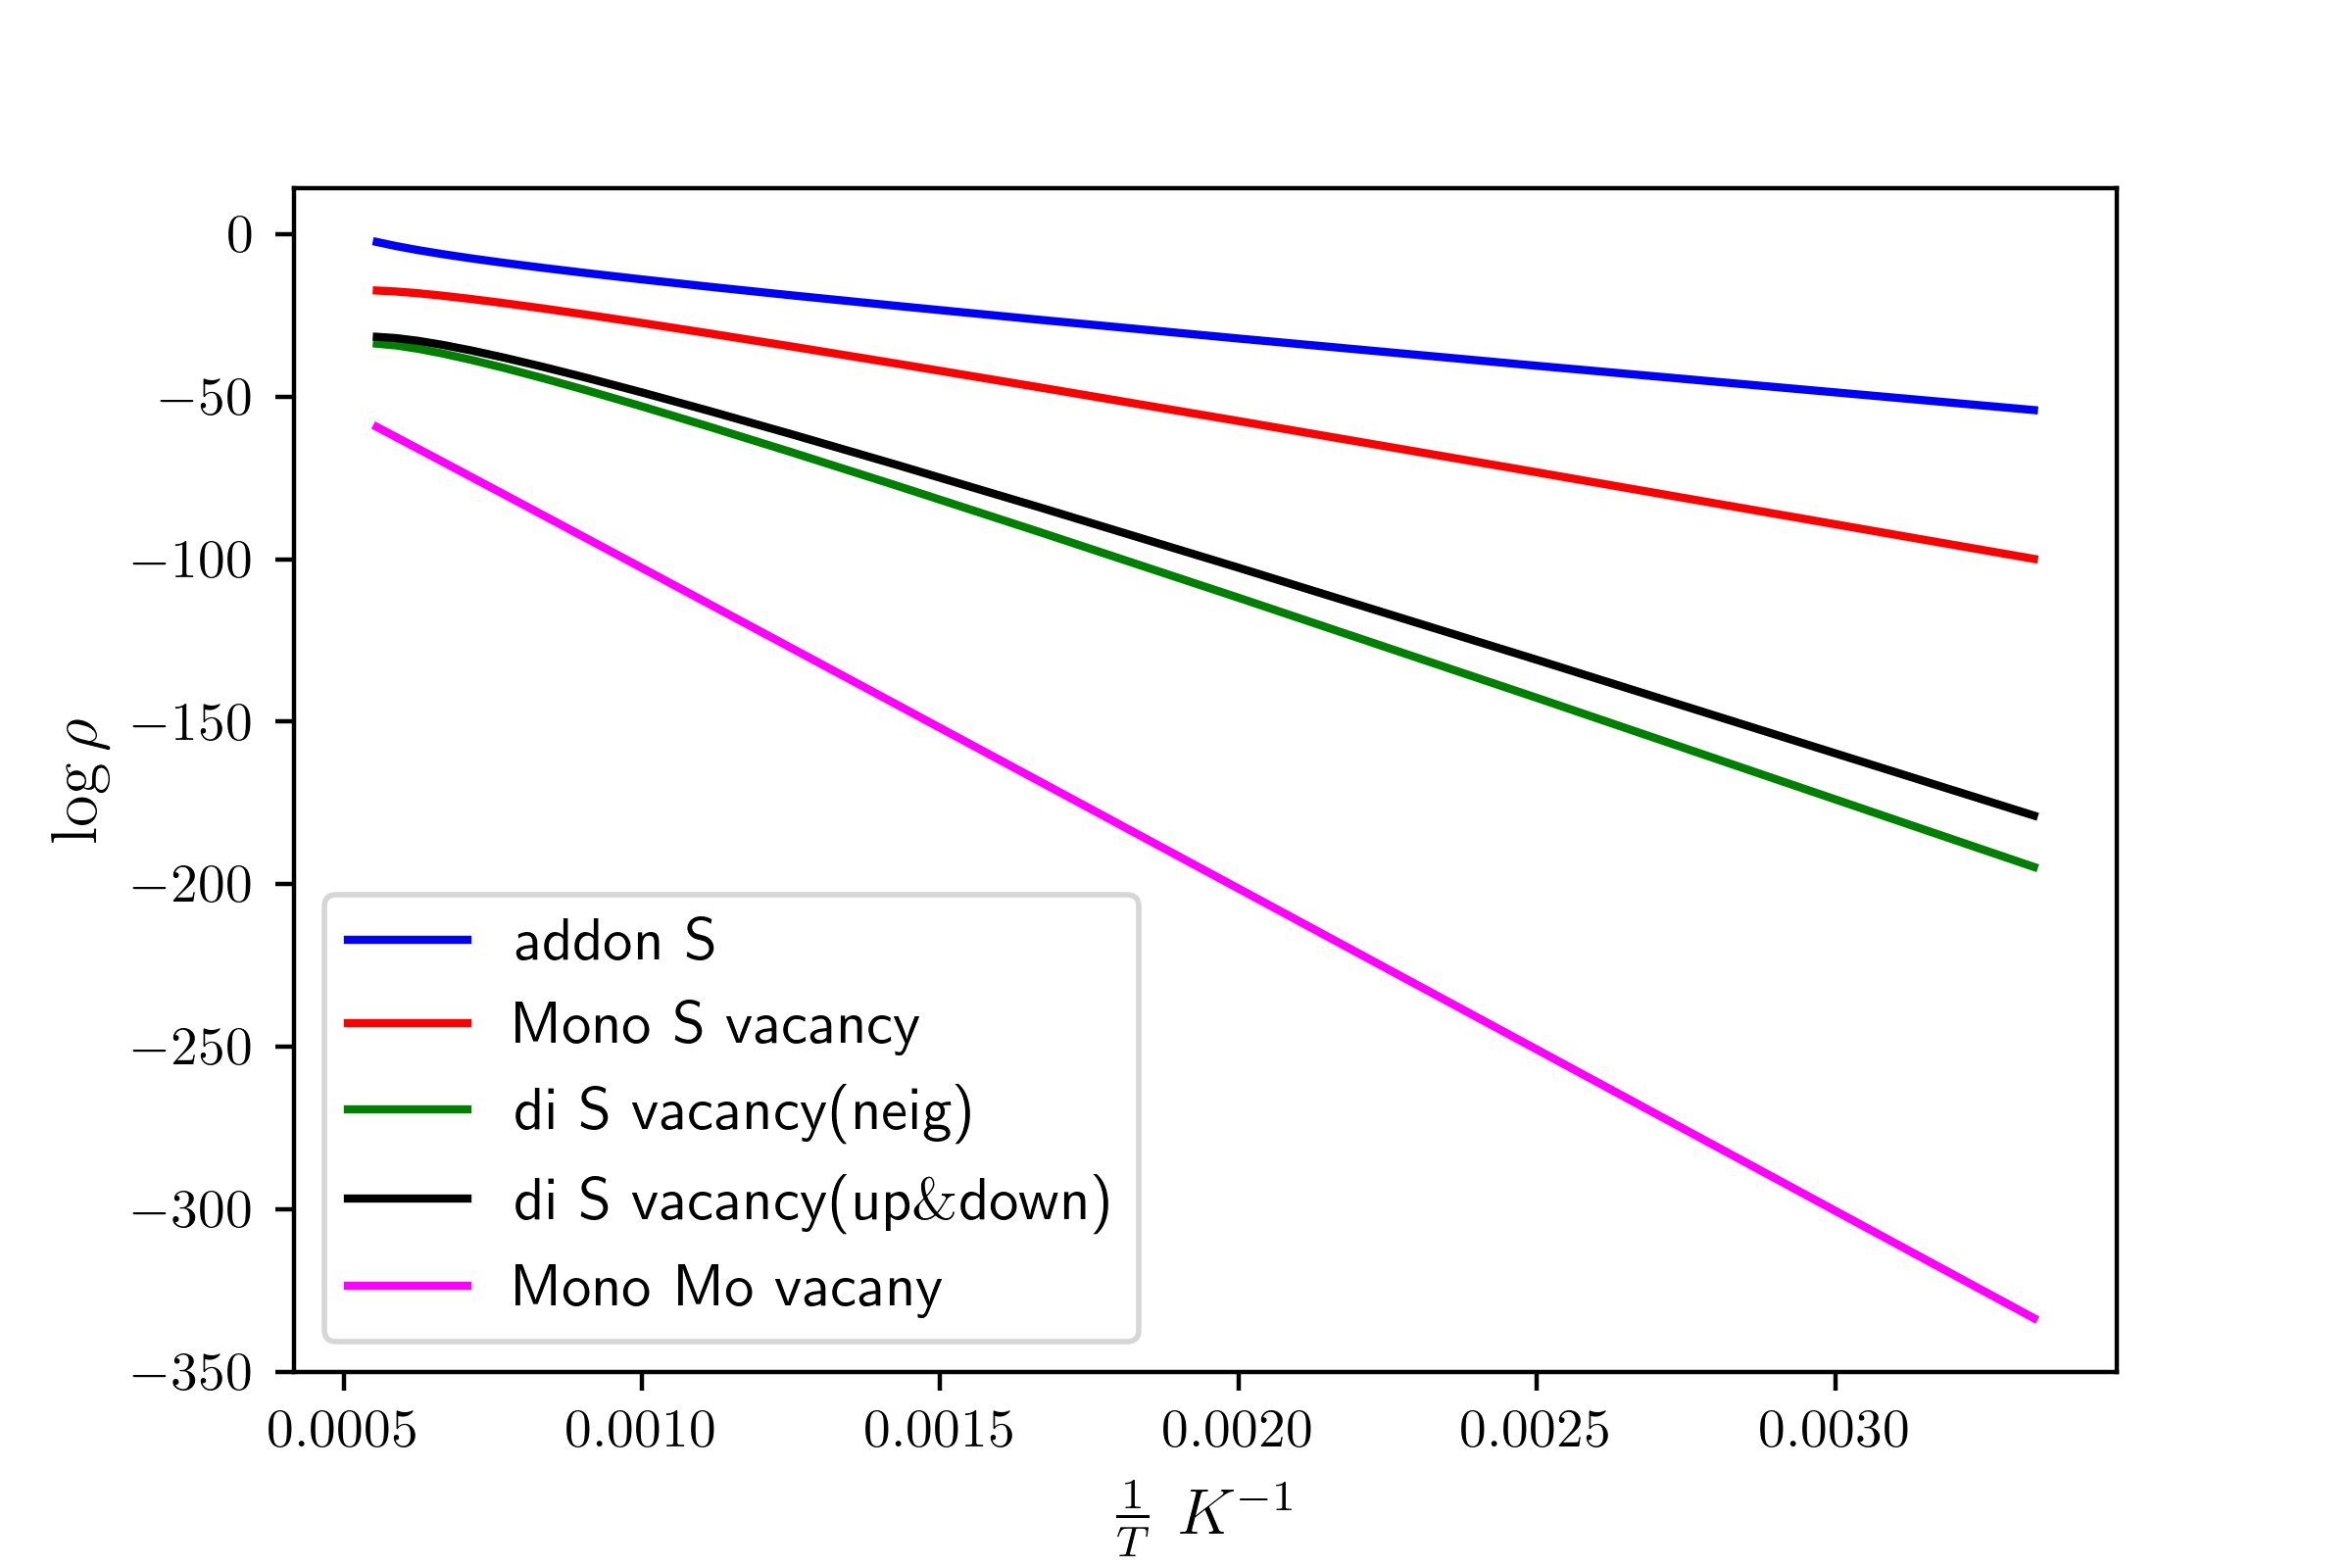 0
−50
−100
−150
−200
−250
−300
−350
log ρ
addon S
Mono S vacancy
di S vacancy(neig)
di S vacancy(up&down)
Mono Mo vacany
0.0005 0.0010 0.0015 0.0020 0.0025 0.0030
1/T K⁻¹